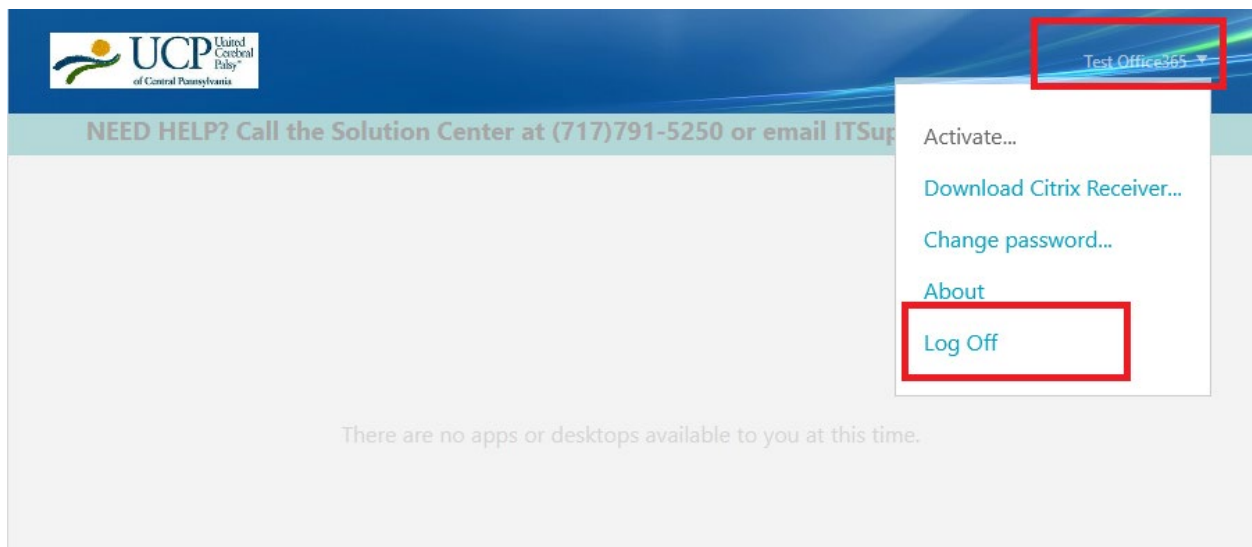 UCP United
Cerebral
Palsy™
of Central Pennsylvania
Test Office365
NEED HELP? Call the Solution Center at (717)791-5250 or email
Activate...
Download Citrix Receiver...
Change password...
About
Log Off
There are no apps or desktops available to you at this time.